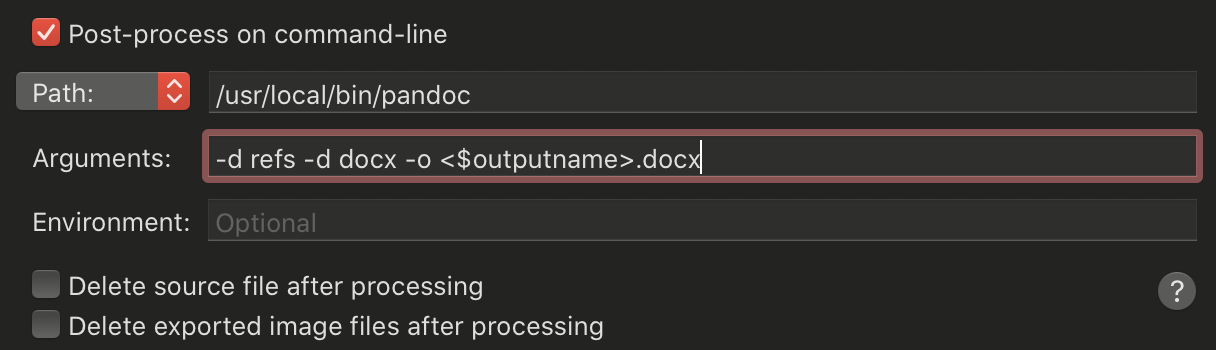 Post-process on command-line
Path: /usr/local/bin/pandoc
Arguments: -d refs -d docx -o <$outputname>.docx
Environment: Optional
Delete source file after processing
?
Delete exported image files after processing